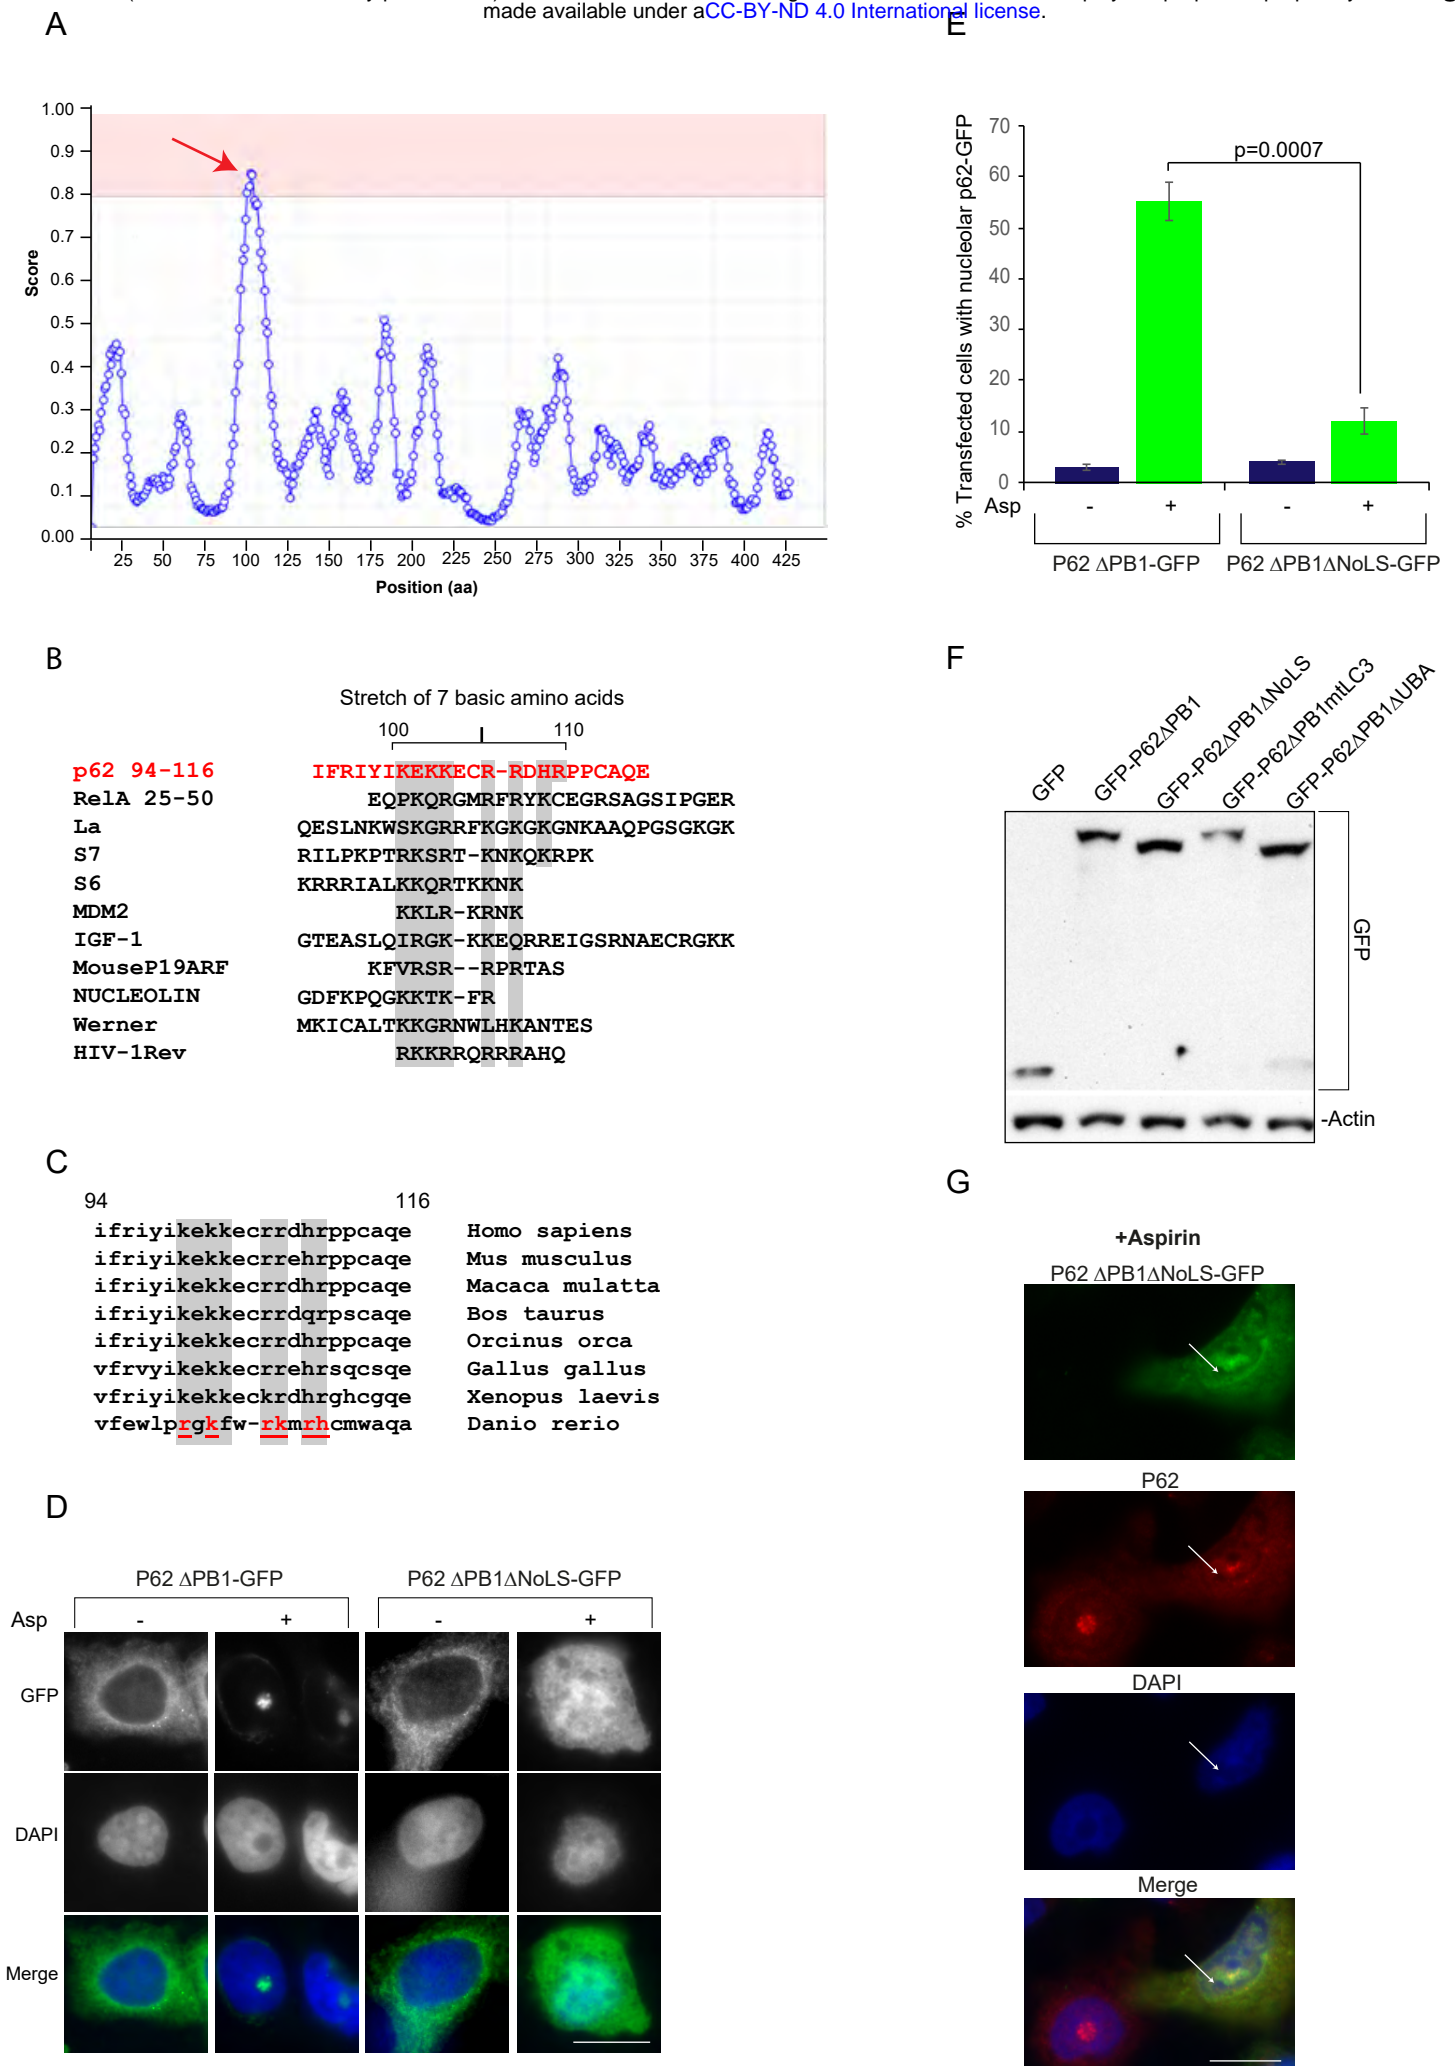 made available under aCC-BY-ND 4.0 International license.
A
1.00
0.9
0.8
0.7
0.6
0.5
0.4
0.3
0.2
0.1
0.00
Score
25 50 75 100 125 150 175 200 225 250 275 300 325 350 375 400 425
Position (aa)
B
Stretch of 7 basic amino acids
100 110
p62 94-116 IFRIYIKEKKECR-RDHRPPCAQE
RelA 25-50 EQPKQRGMRFRYKCEGRSAGSIPGER
La QESLNKWSKGRRFKGKGKGNKAAQPGSGKGK
S7 RILPKPTRKSRT-KNKQKRPK
S6 KRRRIALKKQRTKKNK
MDM2 KKLR-KRNK
IGF-1 GTEASLQIRGK-KKEQRREIGSRNAECRGKK
MouseP19ARF KFVRSR--RPRTAS
NUCLEOLIN GDFKPQGKKTK-FR
Werner MKICALTKKGRNWLHKANTES
HIV-1Rev RKKRRQRRRAHQ
C
94 116
ifriyikekkecrrdhrppcaqe Homo sapiens
ifriyikekkecrrehrppcaqe Mus musculus
ifriyikekkecrrdhrppcaqe Macaca mulatta
ifriyikekkecrrdqrpscaqe Bos taurus
ifriyikekkecrrdhrppcaqe Orcinus orca
vfrvyikekkecrrehrsqcsqe Gallus gallus
vfriyikekkeckrdhrghcgqe Xenopus laevis
vfewlprgkfw-rkmrhcmwaqa Danio rerio
D
P62 ΔPB1-GFP P62 ΔPB1ΔNoLS-GFP
Asp - + - +
GFP
DAPI
Merge
E
% Transfected cells with nucleolar p62-GFP
70
60
50
40
30
20
10
0
p=0.0007
Asp - + - +
P62 ΔPB1-GFP P62 ΔPB1ΔNoLS-GFP
F
GFP
GFP-P62ΔPB1
GFP-P62ΔPB1ΔNoLS
GFP-P62ΔPB1mtLC3
GFP-P62ΔPB1ΔUBA
GFP
-Actin
G
+Aspirin
P62 ΔPB1ΔNoLS-GFP
P62
DAPI
Merge